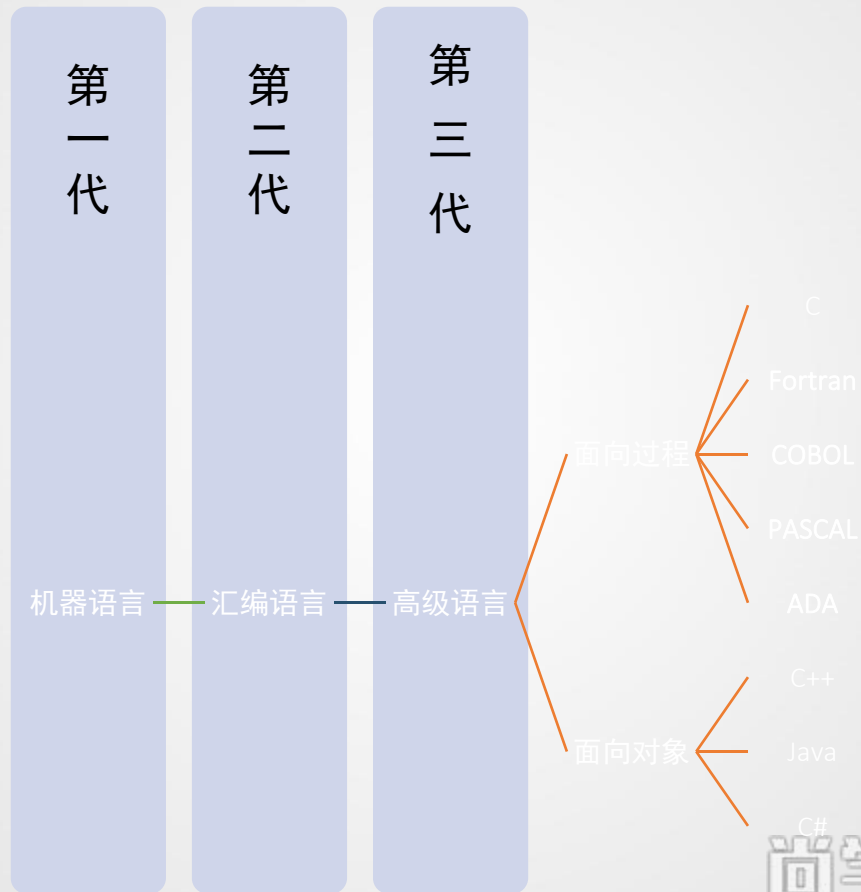 第一代
第二代
第三代
机器语言
汇编语言
高级语言
面向过程
C
Fortran
COBOL
PASCAL
ADA
面向对象
C++
Java
C#
尚